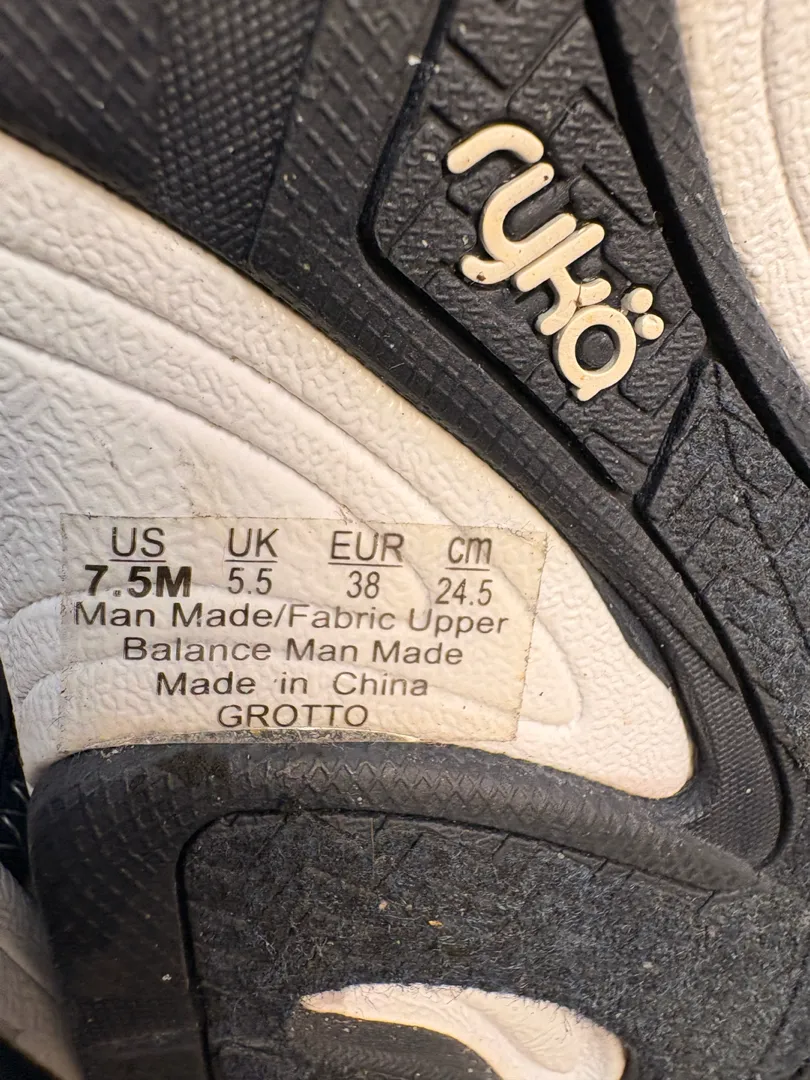 rykö
US UK EUR cm
7.5M 5.5 38 24.5
Man Made/Fabric Upper
Balance Man Made
Made in China
GROTTO